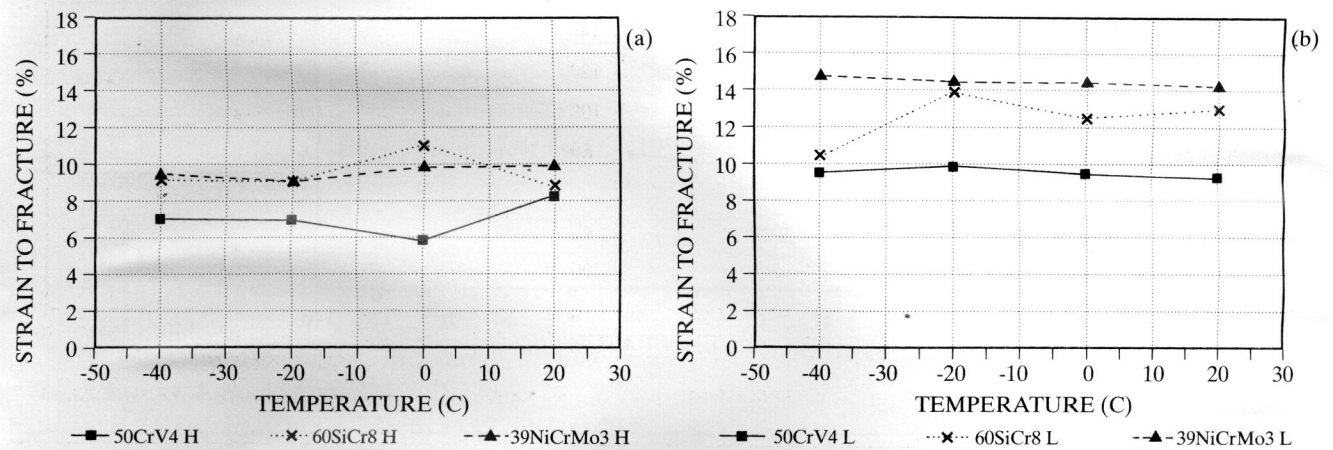 18
16
14
12
10
8
6
4
2
0
STRAIN TO FRACTURE (%)
-50 -40 -30 -20 -10 0 10 20 30
TEMPERATURE (C)
(a)
50CrV4 H 60SiCr8 H 39NiCrMo3 H
18
16
14
12
10
8
6
4
2
0
STRAIN TO FRACTURE (%)
-50 -40 -30 -20 -10 0 10 20 30
TEMPERATURE (C)
(b)
50CrV4 L 60SiCr8 L 39NiCrMo3 L